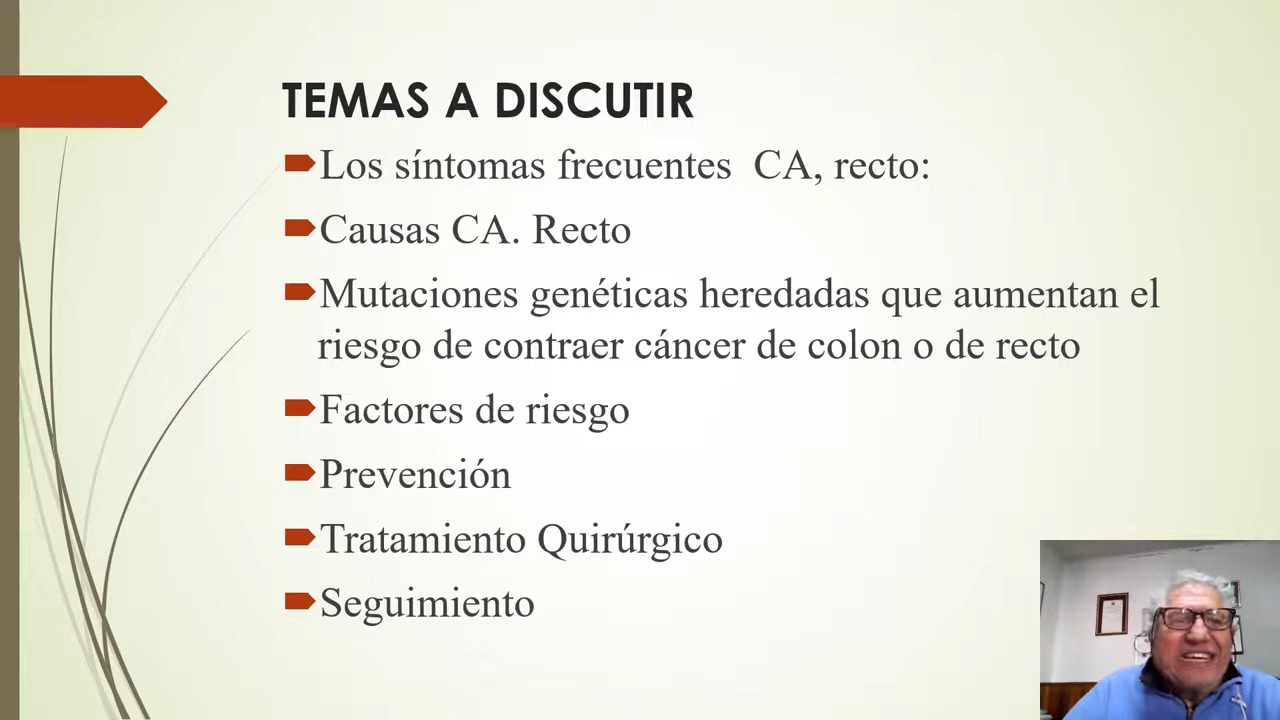 TEMAS A DISCUTIR
Los síntomas frecuentes  CA, recto:
Causas CA. Recto
Mutaciones genéticas heredadas que aumentan el
riesgo de contraer cáncer de colon o de recto
Factores de riesgo
Prevención
Tratamiento Quirúrgico
Seguimiento